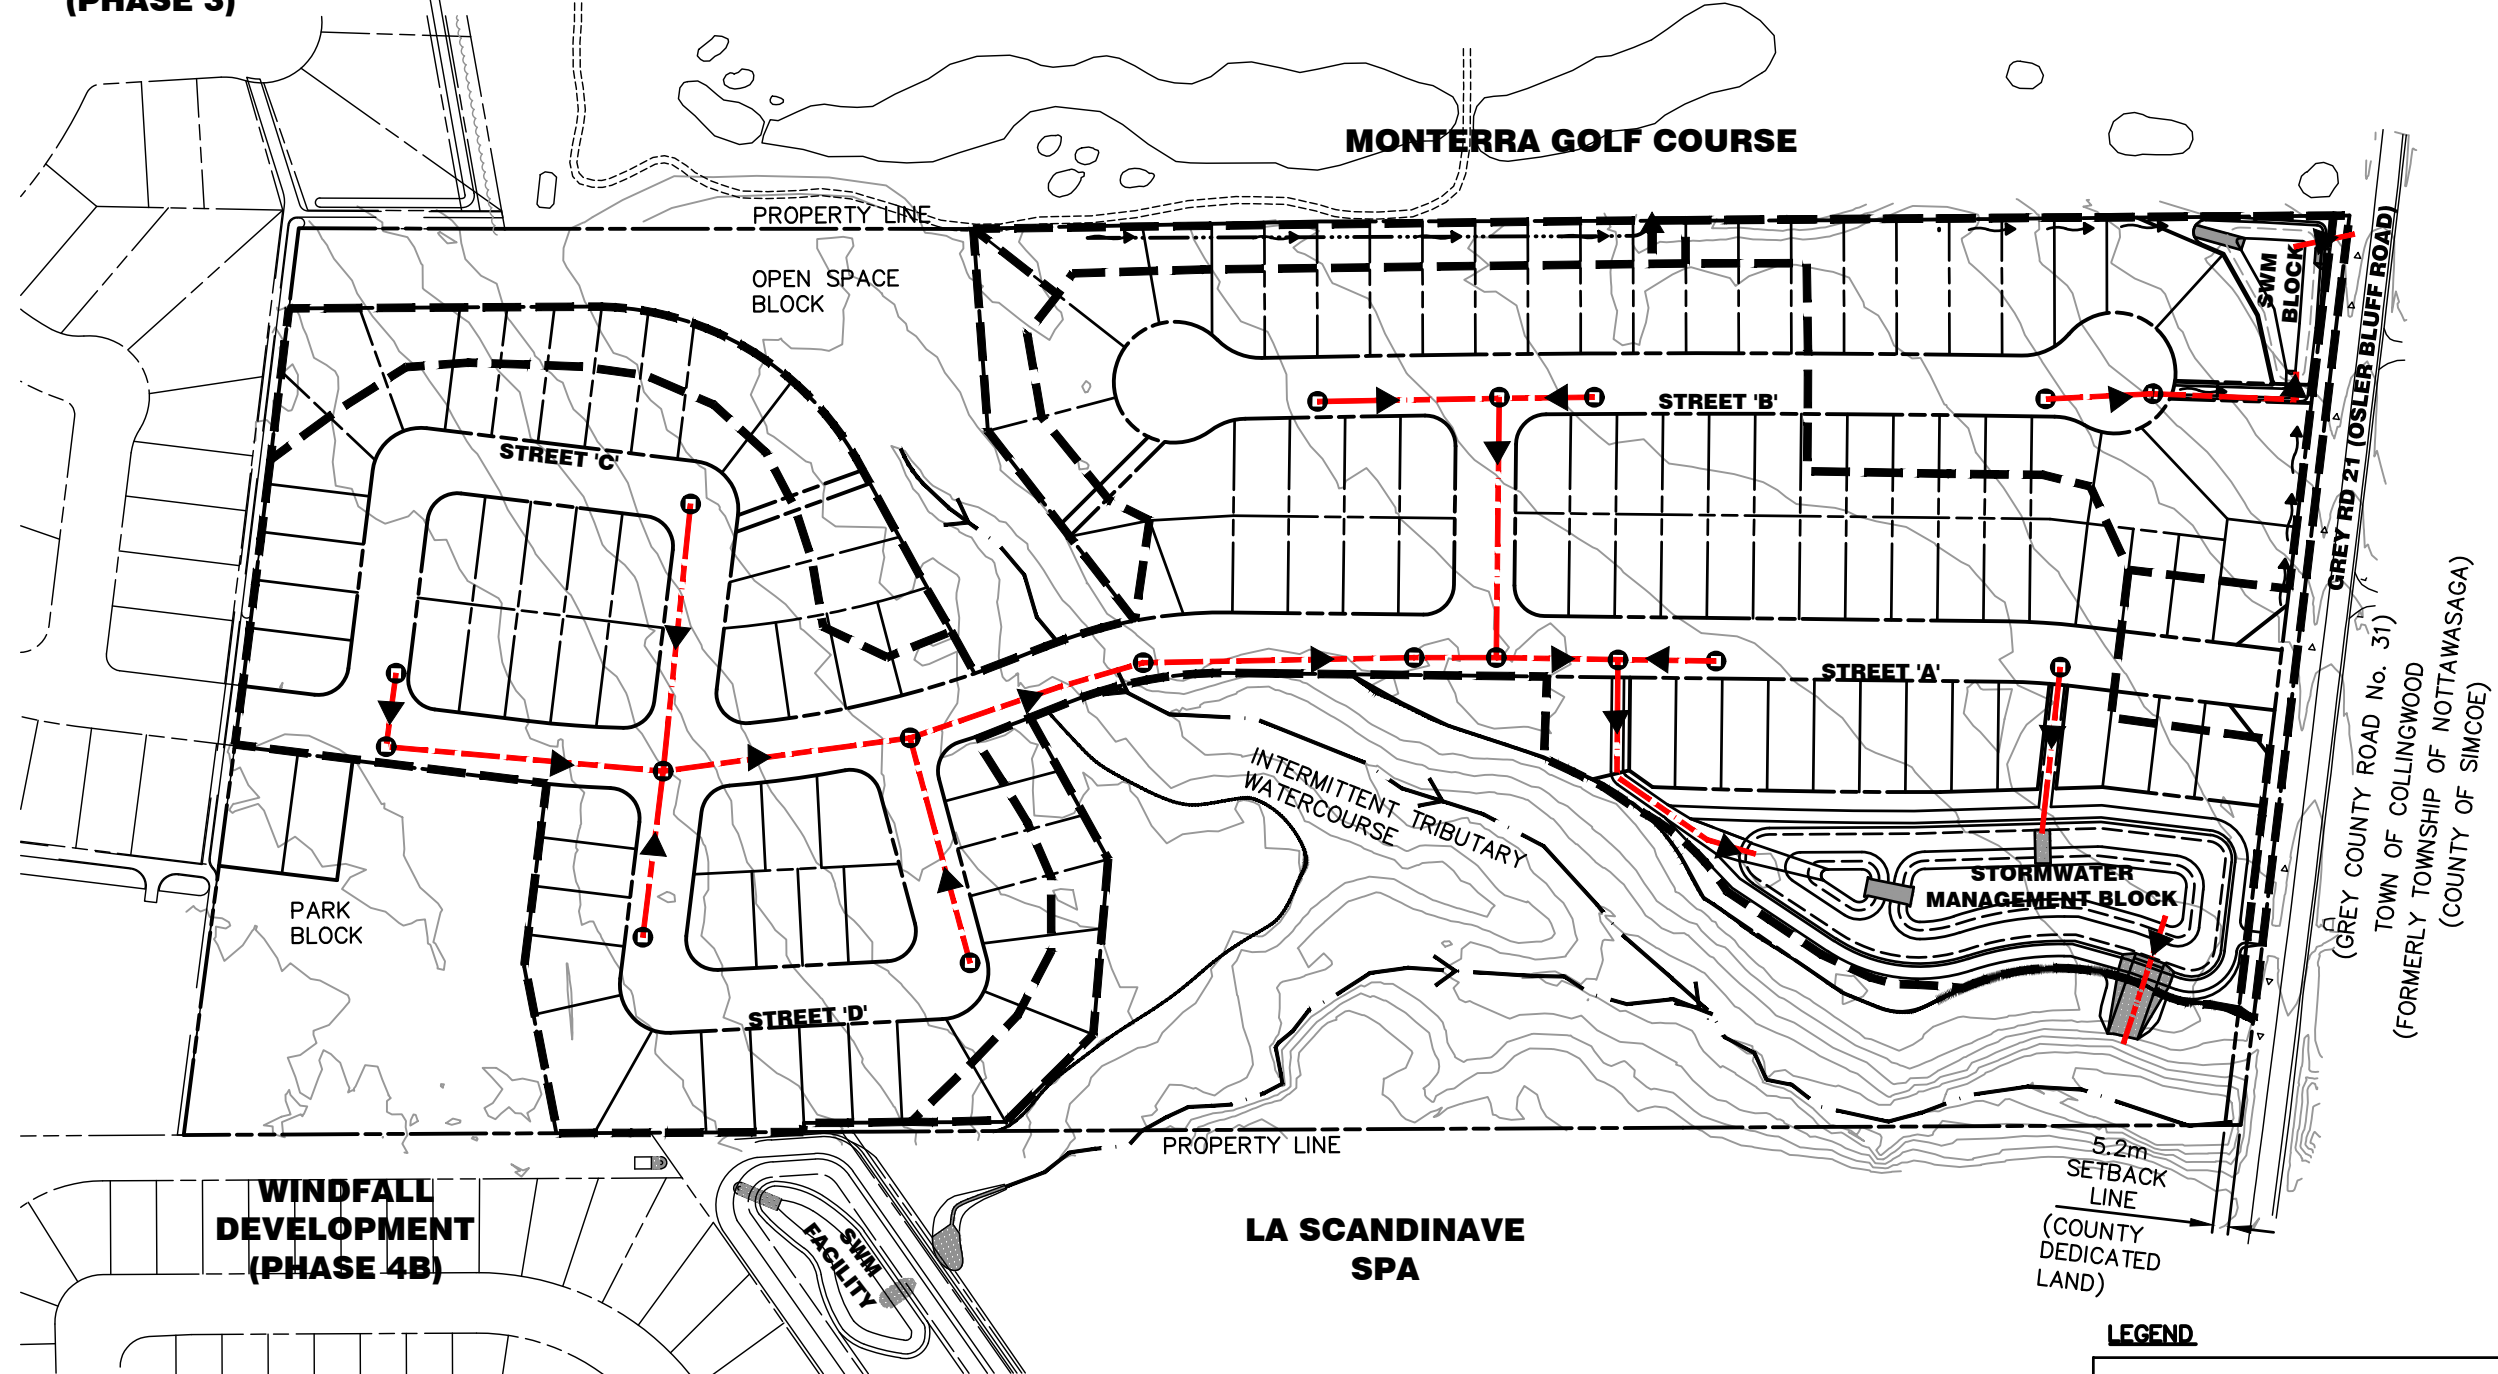 (PHASE 3)
MONTERRA GOLF COURSE
PROPERTY LINE
OPEN SPACE
BLOCK
SWM
BLOCK
GREY RD 21 (OSLER BLUFF ROAD)
STREET 'B'
STREET 'C'
STREET 'A'
(GREY COUNTY ROAD No. 31)
TOWN OF COLLINGWOOD
(FORMERLY TOWNSHIP OF NOTTAWASAGA)
(COUNTY OF SIMCOE)
INTERMITTENT TRIBUTARY
WATERCOURSE
STORMWATER
MANAGEMENT BLOCK
PARK
BLOCK
STREET 'D'
PROPERTY LINE
5.2m
SETBACK
LINE
(COUNTY
DEDICATED
LAND)
WINDFALL
DEVELOPMENT
(PHASE 4B)
SWM
FACILITY
LA SCANDINAVE
SPA
LEGEND